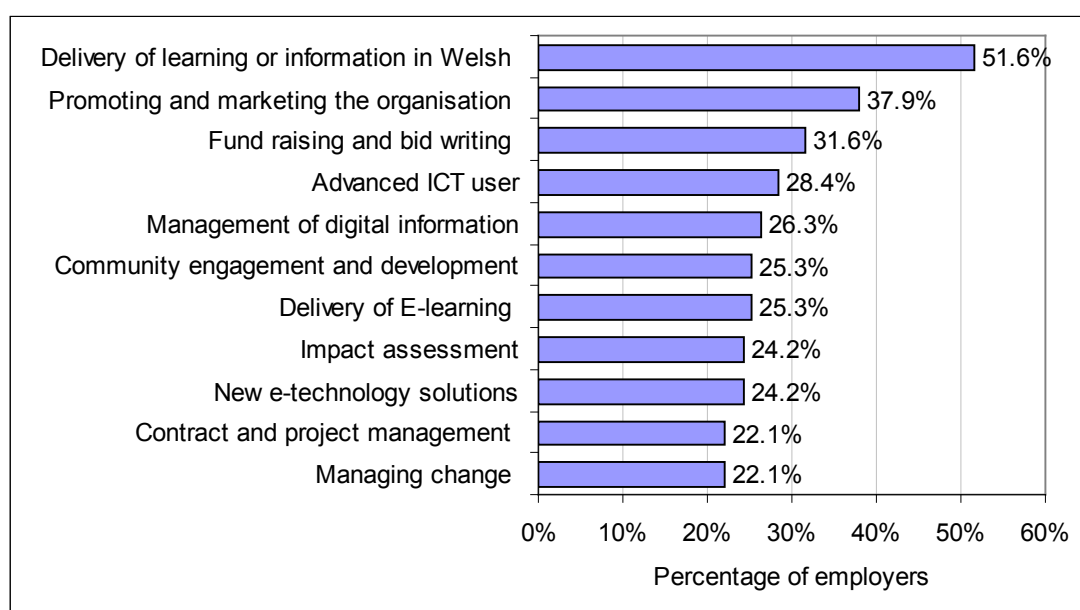 Delivery of learning or information in Welsh 51.6%
Promoting and marketing the organisation 37.9%
Fund raising and bid writing 31.6%
Advanced ICT user 28.4%
Management of digital information 26.3%
Community engagement and development 25.3%
Delivery of E-learning 25.3%
Impact assessment 24.2%
New e-technology solutions 24.2%
Contract and project management 22.1%
Managing change 22.1%
0% 10% 20% 30% 40% 50% 60%
Percentage of employers